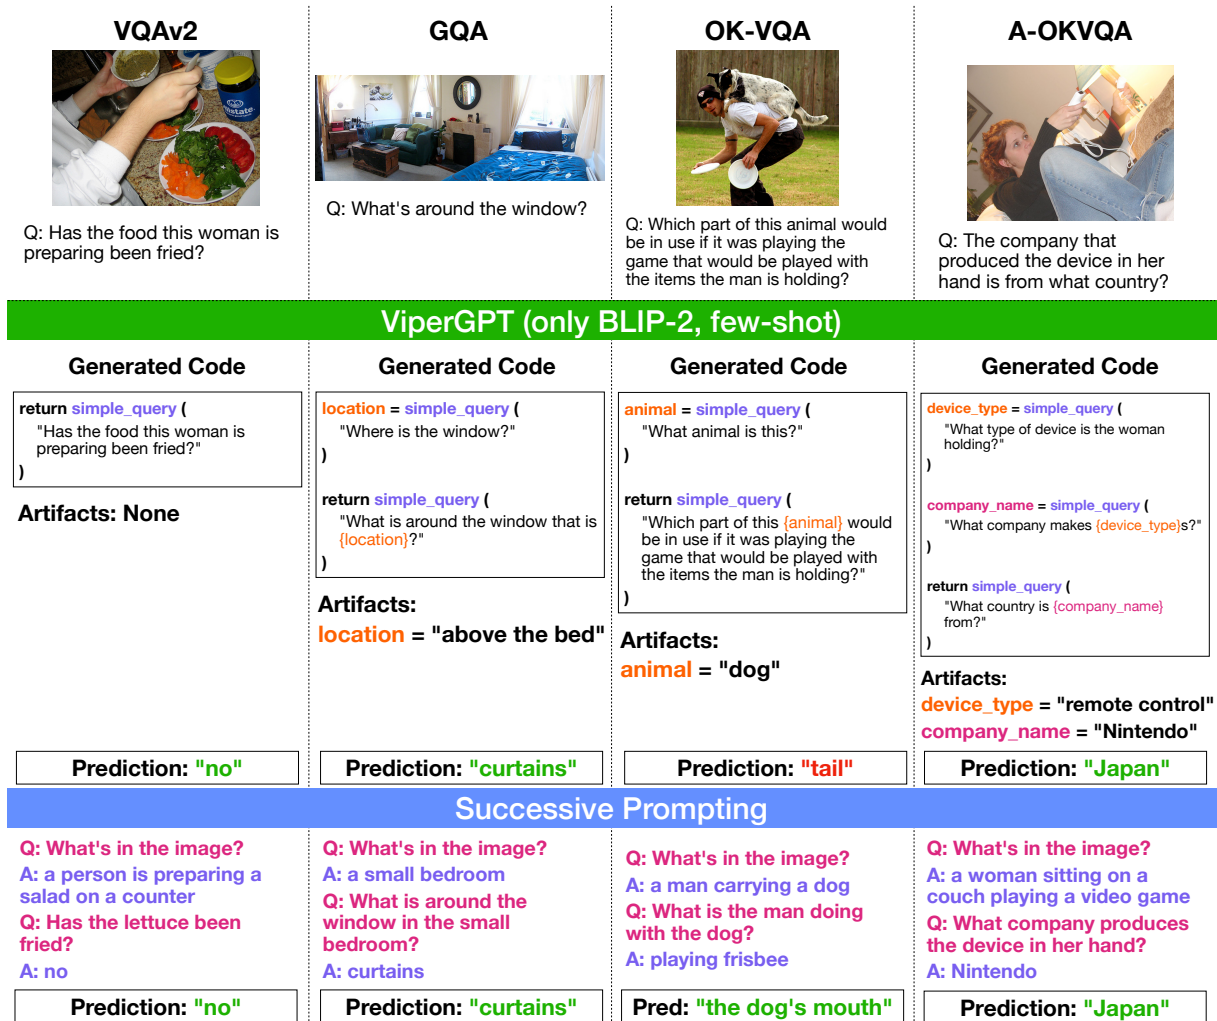 VQAv2
GQA
OK-VQA
A-OKVQA
Q: Has the food this woman is
preparing been fried?
Q: What's around the window?
Q: Which part of this animal would
be in use if it was playing the
game that would be played with
the items the man is holding?
Q: The company that
produced the device in her
hand is from what country?
ViperGPT (only BLIP-2, few-shot)
Generated Code
return simple_query (
"Has the food this woman is
preparing been fried?"
)
Artifacts: None
Prediction: "no"
Generated Code
location = simple_query (
"Where is the window?"
)
return simple_query (
"What is around the window that is
{location}?"
)
Artifacts:
location = "above the bed"
Prediction: "curtains"
Generated Code
animal = simple_query (
"What animal is this?"
)
return simple_query (
"Which part of this {animal} would
be in use if it was playing the
game that would be played with
the items the man is holding?"
)
Artifacts:
animal = "dog"
Prediction: "tail"
Generated Code
device_type = simple_query (
"What type of device is the woman
holding?"
)
company_name = simple_query (
"What company makes {device_type}s?"
)
return simple_query (
"What country is {company_name}
from?"
)
Artifacts:
device_type = "remote control"
company_name = "Nintendo"
Prediction: "Japan"
Successive Prompting
Q: What's in the image?
A: a person is preparing a
salad on a counter
Q: Has the lettuce been
fried?
A: no
Prediction: "no"
Q: What's in the image?
A: a small bedroom
Q: What is around the
window in the small
bedroom?
A: curtains
Prediction: "curtains"
Q: What's in the image?
A: a man carrying a dog
Q: What is the man doing
with the dog?
A: playing frisbee
Pred: "the dog's mouth"
Q: What's in the image?
A: a woman sitting on a
couch playing a video game
Q: What company produces
the device in her hand?
A: Nintendo
Prediction: "Japan"